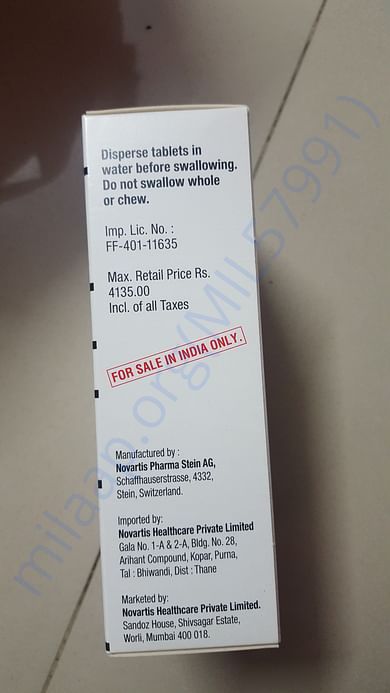 Disperse tablets in
water before swallowing.
Do not swallow whole
or chew.
Imp. Lic. No. :
FF-401-11635
Max. Retail Price Rs.
4135.00
Incl. of all Taxes
FOR SALE IN INDIA ONLY.
Manufactured by :
Novartis Pharma Stein AG,
Schaffhauserstrasse, 4332,
Stein, Switzerland.
Imported by:
Novartis Healthcare Private Limited
Gala No. 1-A & 2-A, Bldg. No. 28,
Arihant Compound, Kopar, Purna,
Tal : Bhiwandi, Dist : Thane
Marketed by:
Novartis Healthcare Private Limited.
Sandoz House, Shivsagar Estate,
Worli, Mumbai 400 018.
milaap.org/(MIL57991)